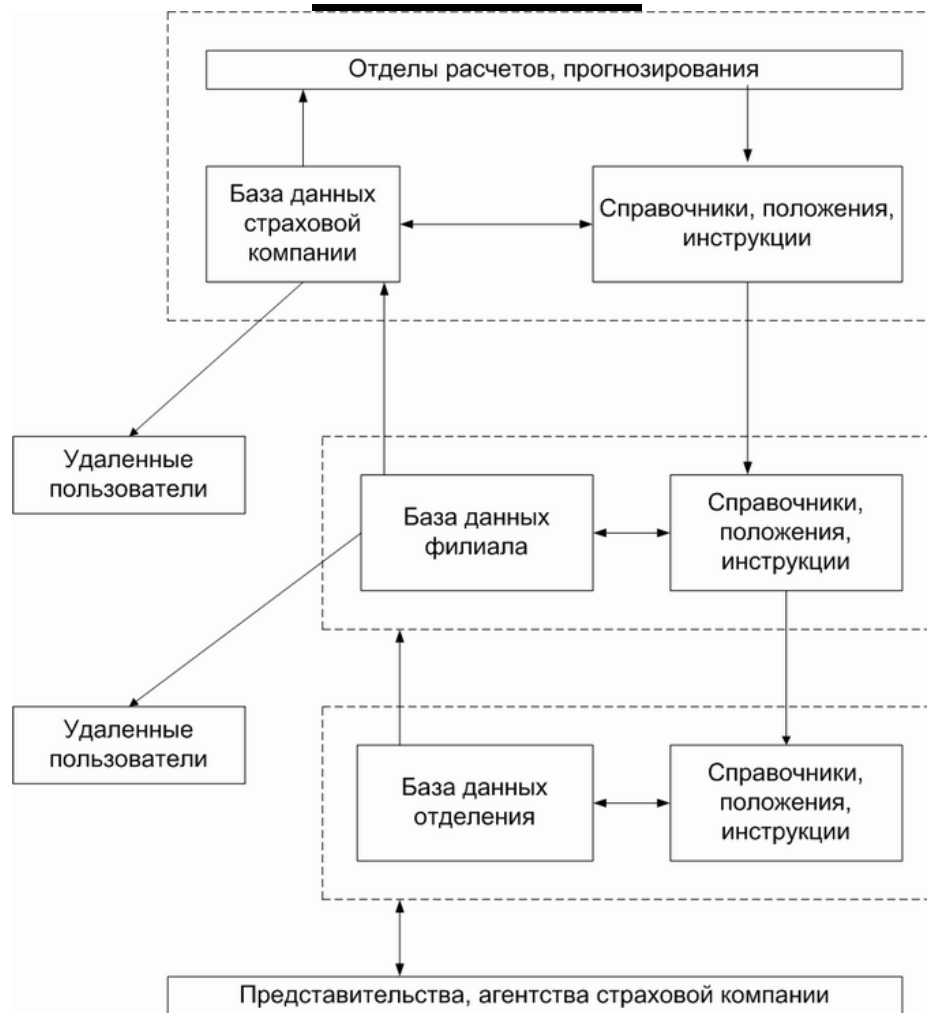 Отделы расчетов, прогнозирования
База данных
страховой
компании
Справочники, положения,
инструкции
Удаленные
пользователи
База данных
филиала
Справочники,
положения,
инструкции
Удаленные
пользователи
База данных
отделения
Справочники,
положения,
инструкции
Представительства, агентства страховой компании